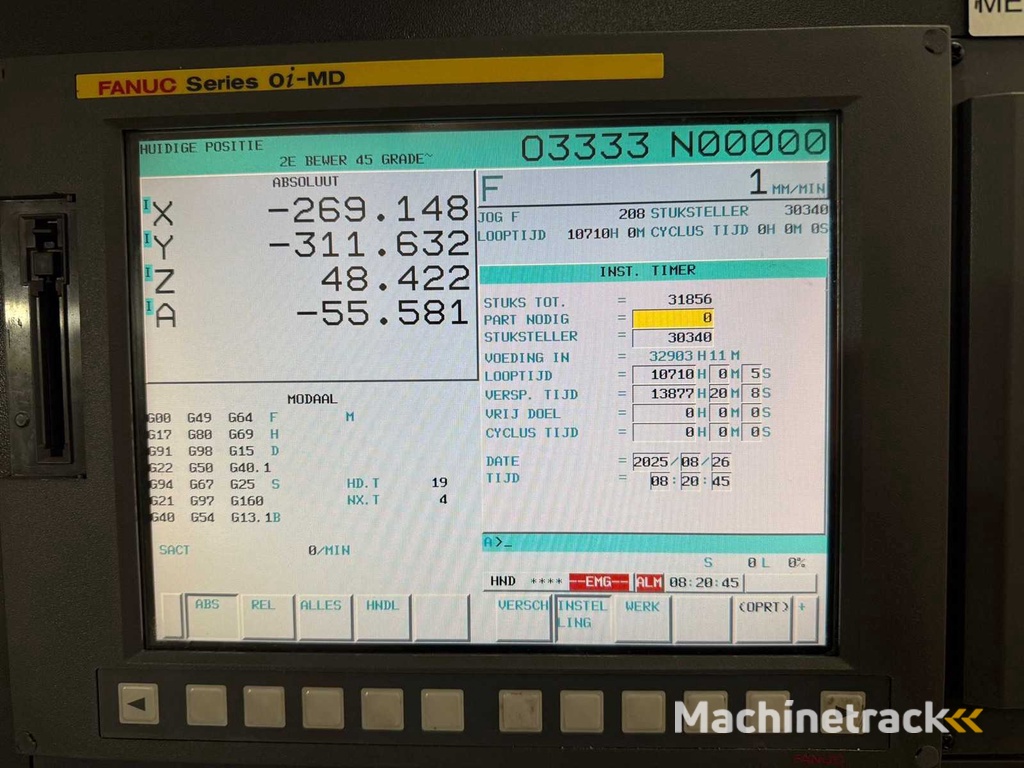 ME
FANUC Series 0i-MD
HUIDIGE POSITIE
2E BEWER 45 GRADE~
O3333 N00000
ABSOLUUT
I X -269.148
I Y -311.632
I Z 48.422
I A -55.581
F 1 MM/MIN
JOG F 208 STUKSTELLER 30340
LOOPTIJD 10710H 0M CYCLUS TIJD 0H 0M 0S
INST. TIMER
STUKS TOT. = 31856
PART NODIG = 0
STUKSTELLER = 30340
VOEDING IN = 32903 H 11 M
LOOPTIJD = 10710 H 0 M 5 S
VERSP. TIJD = 13877 H 20 M 8 S
VRIJ DOEL = 0 H 0 M 0 S
CYCLUS TIJD = 0 H 0 M 0 S
DATE = 2025/08/26
TIJD = 08:20:45
MODAAL
G00 G49 G64 F M
G17 G80 G69 H
G91 G98 G15 D
G22 G50 G40.1
G94 G67 G25 S HD.T 19
G21 G97 G160 NX.T 4
G40 G54 G13.1 B
SACT 0/MIN
A>_
S 0 L 0%
HND **** --EMG-- ALM 08:20:45
ABS REL ALLES HNDL VERSCH INSTEL LING WERK (OPRT) +
Machinetrack
FANUC